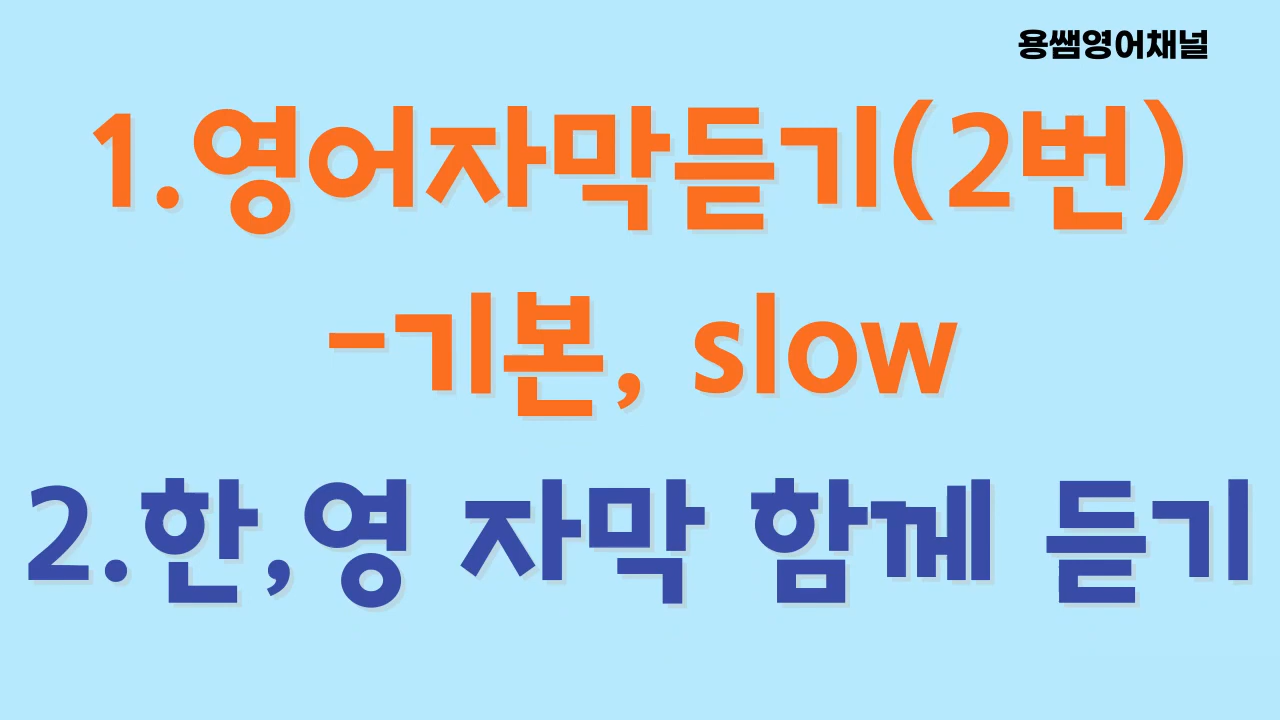 용쌤영어채널
1.영어자막듣기(2번)
-기본, slow
2.한,영 자막 함께 듣기